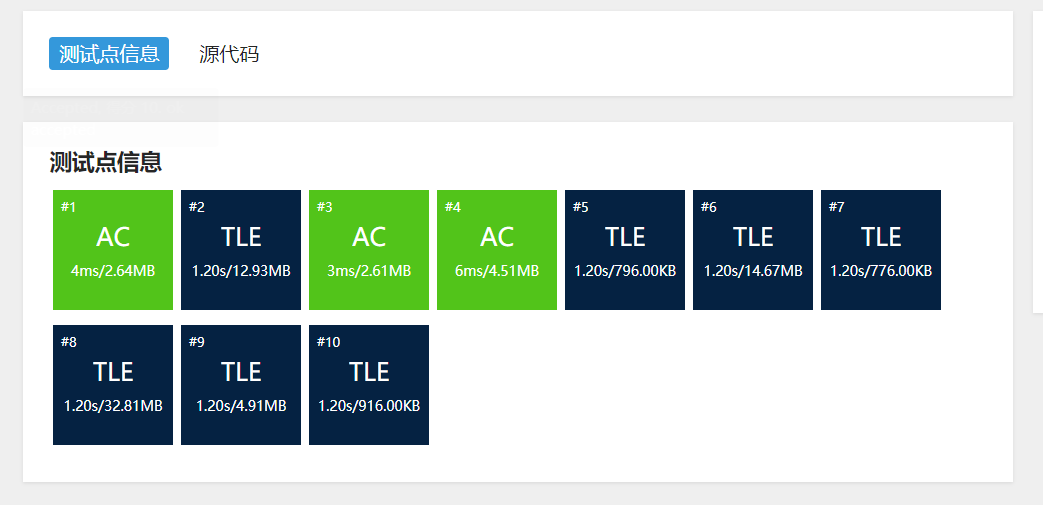 测试点信息 源代码
测试点信息
#1 #2 #3 #4 #5 #6 #7
AC TLE AC AC TLE TLE TLE
4ms/2.64MB 1.20s/12.93MB 3ms/2.61MB 6ms/4.51MB 1.20s/796.00KB 1.20s/14.67MB 1.20s/776.00KB
#8 #9 #10
TLE TLE TLE
1.20s/32.81MB 1.20s/4.91MB 1.20s/916.00KB